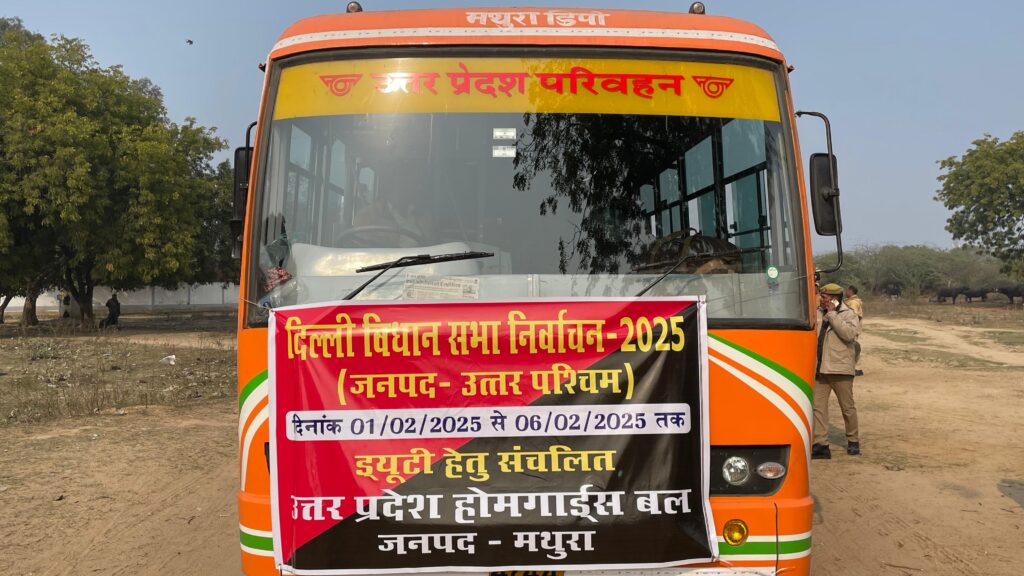 मथुरा डिपो
उत्तर प्रदेश परिवहन
दिल्ली विधान सभा निर्वाचन-2025
(जनपद- उत्तर पश्चिम)
दिनांक 01/02/2025 से 06/02/2025 तक
ड्यूटी हेतु संचलित
उत्तर प्रदेश होमगार्ड्स बल
जनपद - मथुरा